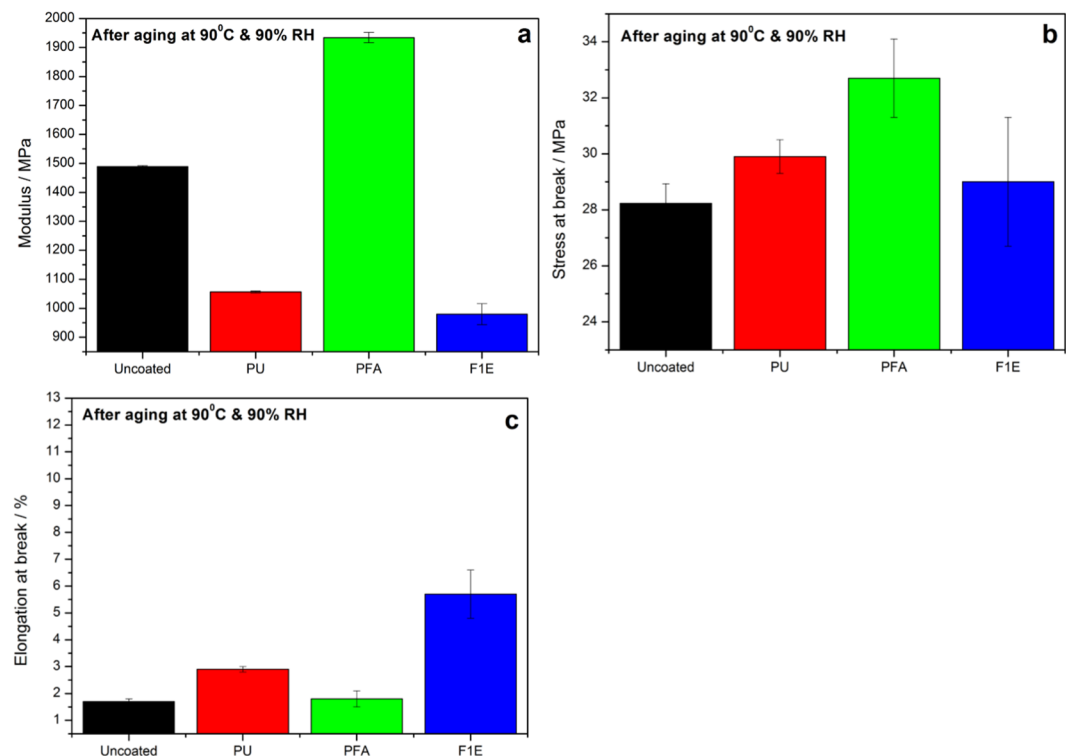 After aging at 90⁰C & 90% RH
a
Modulus / MPa
2000
1900
1800
1700
1600
1500
1400
1300
1200
1100
1000
900
Uncoated PU PFA F1E
After aging at 90⁰C & 90% RH
b
Stress at break / MPa
34
32
30
28
26
24
Uncoated PU PFA F1E
After aging at 90⁰C & 90% RH
c
Elongation at break / %
13
12
11
10
9
8
7
6
5
4
3
2
1
Uncoated PU PFA F1E